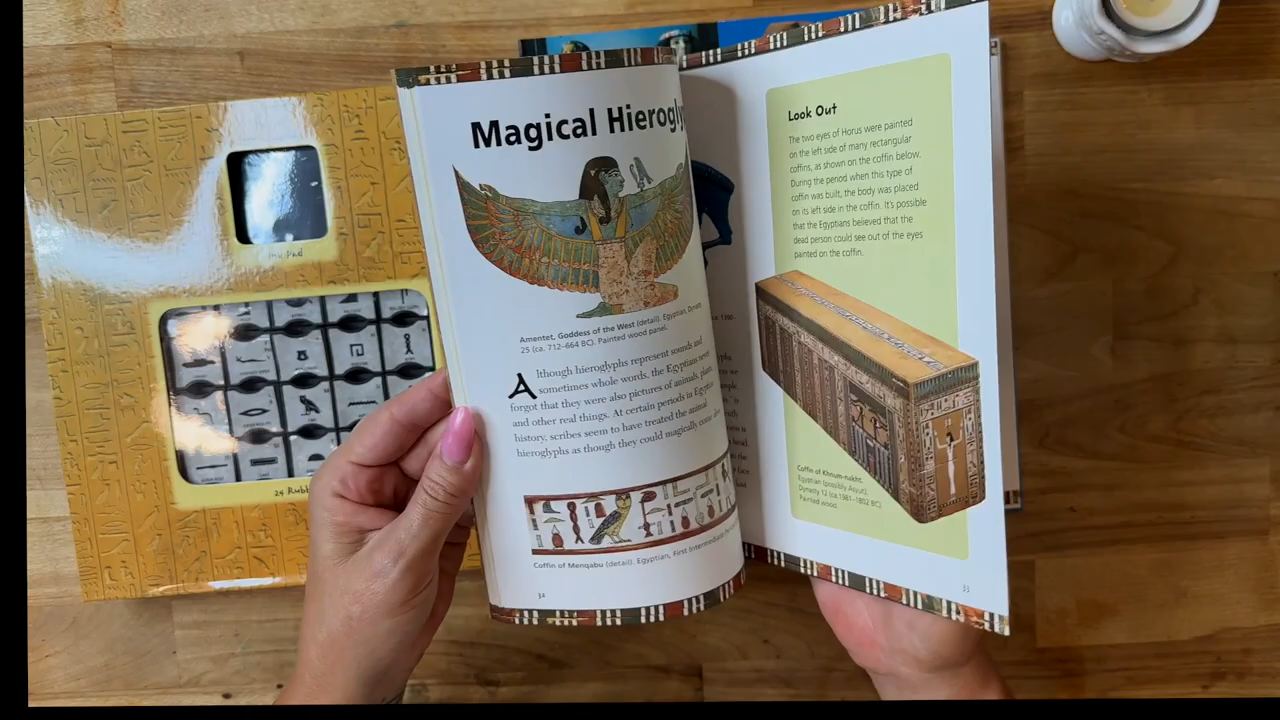 Magical Hierogly
Amentet, Goddess of the West (detail). Egyptian, Dynasty
25 (ca. 712–664 BC). Painted wood panel.
Although hieroglyphs represent sounds and
sometimes whole words, the Egyptians never
forgot that they were also pictures of animals, plants,
and other real things. At certain periods in Egyptian
history, scribes seem to have treated the animal
hieroglyphs as though they could magically come
Coffin of Menqabu (detail). Egyptian, First Intermediate
32
Look Out
The two eyes of Horus were painted
on the left side of many rectangular
coffins, as shown on the coffin below.
During the period when this type of
coffin was built, the body was placed
on its left side in the coffin. It's possible
that the Egyptians believed that the
dead person could see out of the eyes
painted on the coffin.
Coffin of Khnum-nakht.
Egyptian (possibly Asyut),
Dynasty 12 (ca.1981–1802 BC).
Painted wood.
33
Ink Pad
24 Rubb